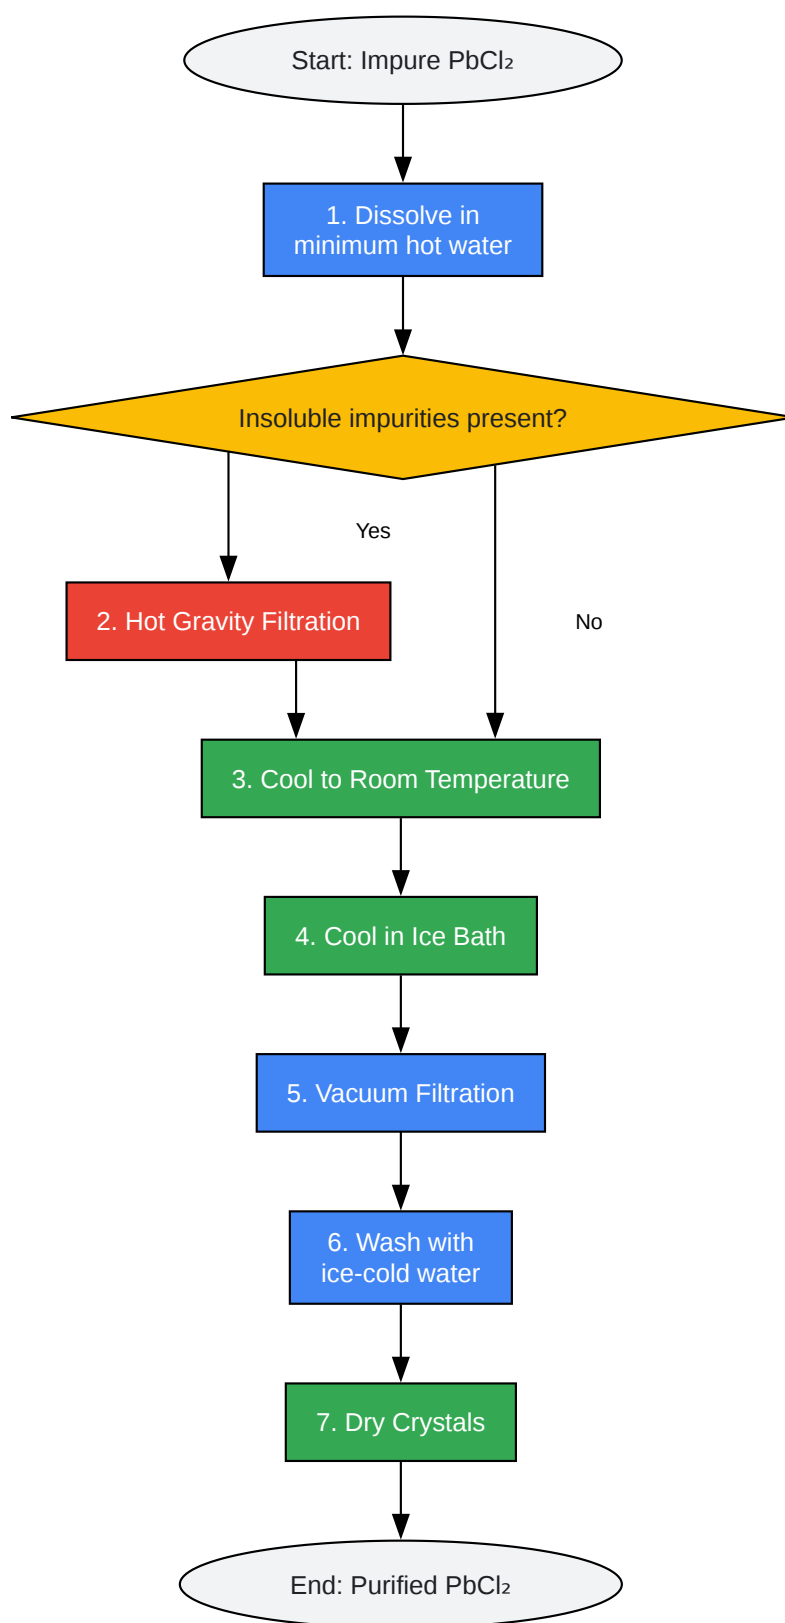 Start: Impure PbCl₂
1. Dissolve in
minimum hot water
Insoluble impurities present?
Yes
2. Hot Gravity Filtration
No
3. Cool to Room Temperature
4. Cool in Ice Bath
5. Vacuum Filtration
6. Wash with
ice-cold water
7. Dry Crystals
End: Purified PbCl₂